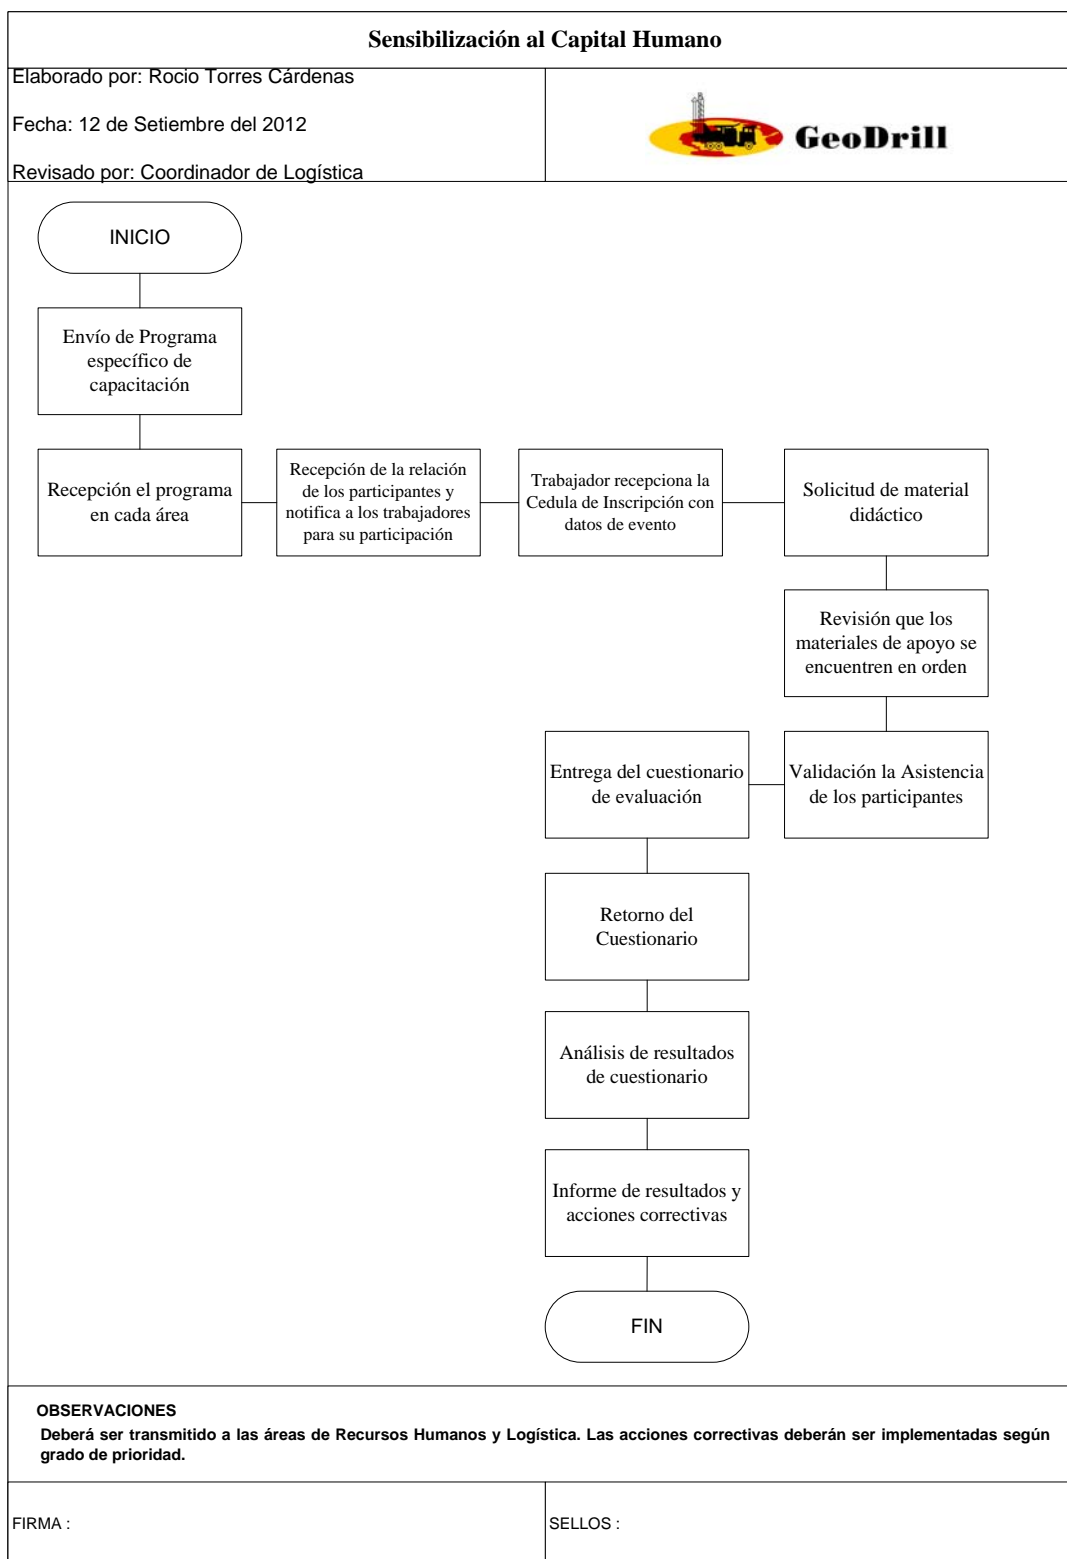 Sensibilización al Capital Humano
Elaborado por: Rocio Torres Cárdenas
Fecha: 12 de Setiembre del 2012
Revisado por: Coordinador de Logística
GeoDrill
INICIO
Envío de Programa
específico de
capacitación
Recepción el programa
en cada área
Recepción de la relación
de los participantes y
notifica a los trabajadores
para su participación
Trabajador recepciona la
Cedula de Inscripción con
datos de evento
Solicitud de material
didáctico
Revisión que los
materiales de apoyo se
encuentren en orden
Validación la Asistencia
de los participantes
Entrega del cuestionario
de evaluación
Retorno del
Cuestionario
Análisis de resultados
de cuestionario
Informe de resultados y
acciones correctivas
FIN
OBSERVACIONES
Deberá ser transmitido a las áreas de Recursos Humanos y Logística. Las acciones correctivas deberán ser implementadas según
grado de prioridad.
FIRMA :
SELLOS :